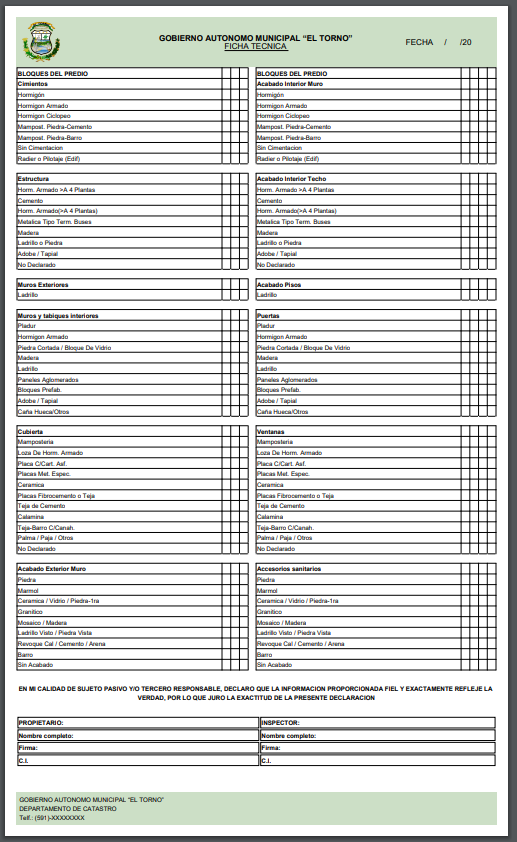 GOBIERNO AUTONOMO MUNICIPAL “EL TORNO”
FICHA TECNICA
FECHA / /20
BLOQUES DEL PREDIO
Cimientos
Hormigón
Hormigon Armado
Hormigon Ciclopeo
Mampost. Piedra-Cemento
Mampost. Piedra-Barro
Sin Cimentacion
Radier o Pilotaje (Edif)
Estructura
Horm. Armado >A 4 Plantas
Cemento
Horm. Armado(>A 4 Plantas)
Metalica Tipo Term. Buses
Madera
Ladrillo o Piedra
Adobe / Tapial
No Declarado
Muros Exteriores
Ladrillo
Muros y tabiques interiores
Pladur
Hormigon Armado
Piedra Cortada / Bloque De Vidrio
Madera
Ladrillo
Paneles Aglomerados
Bloques Prefab.
Adobe / Tapial
Caña Hueca/Otros
Cubierta
Mamposteria
Loza De Horm. Armado
Placa C/Cart. Asf.
Placas Met. Espec.
Ceramica
Placas Fibrocemento o Teja
Teja de Cemento
Calamina
Teja-Barro C/Canah.
Palma / Paja / Otros
No Declarado
Acabado Exterior Muro
Piedra
Marmol
Ceramica / Vidrio / Piedra-1ra
Granitico
Mosaico / Madera
Ladrillo Visto / Piedra Vista
Revoque Cal / Cemento / Arena
Barro
Sin Acabado
BLOQUES DEL PREDIO
Acabado Interior Muro
Hormigón
Hormigon Armado
Hormigon Ciclopeo
Mampost. Piedra-Cemento
Mampost. Piedra-Barro
Sin Cimentacion
Radier o Pilotaje (Edif)
Acabado Interior Techo
Horm. Armado >A 4 Plantas
Cemento
Horm. Armado(>A 4 Plantas)
Metalica Tipo Term. Buses
Madera
Ladrillo o Piedra
Adobe / Tapial
No Declarado
Acabado Pisos
Ladrillo
Puertas
Pladur
Hormigon Armado
Piedra Cortada / Bloque De Vidrio
Madera
Ladrillo
Paneles Aglomerados
Bloques Prefab.
Adobe / Tapial
Caña Hueca/Otros
Ventanas
Mamposteria
Loza De Horm. Armado
Placa C/Cart. Asf.
Placas Met. Espec.
Ceramica
Placas Fibrocemento o Teja
Teja de Cemento
Calamina
Teja-Barro C/Canah.
Palma / Paja / Otros
No Declarado
Accesorios sanitarios
Piedra
Marmol
Ceramica / Vidrio / Piedra-1ra
Granitico
Mosaico / Madera
Ladrillo Visto / Piedra Vista
Revoque Cal / Cemento / Arena
Barro
Sin Acabado
EN MI CALIDAD DE SUJETO PASIVO Y/O TERCERO RESPONSABLE, DECLARO QUE LA INFORMACION PROPORCIONADA FIEL Y EXACTAMENTE REFLEJE LA
VERDAD, POR LO QUE JURO LA EXACTITUD DE LA PRESENTE DECLARACION
PROPIETARIO: INSPECTOR:
Nombre completo: Nombre completo:
Firma: Firma:
C.I. C.I.
GOBIERNO AUTONOMO MUNICIPAL “EL TORNO”
DEPARTAMENTO DE CATASTRO
Telf.: (591)-XXXXXXXX